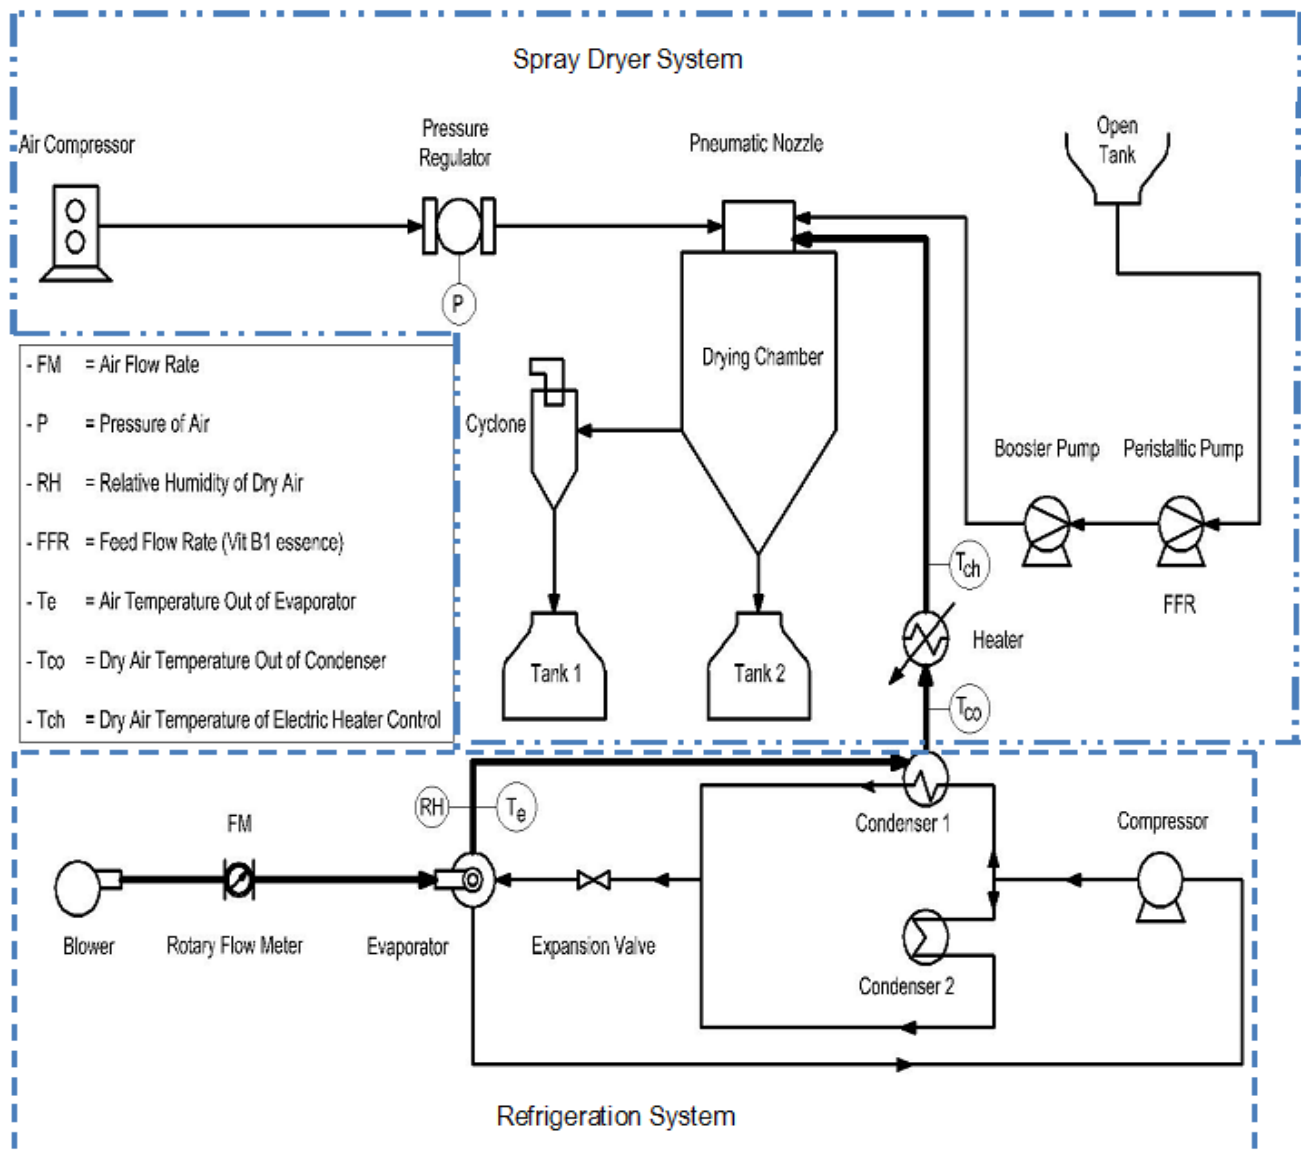 Spray Dryer System
Air Compressor
Pressure
Regulator
Pneumatic Nozzle
Open
Tank
P
Drying Chamber
Cyclone
Booster Pump
Peristaltic Pump
FFR
Tch
Heater
Tco
Tank 1
Tank 2
- FM = Air Flow Rate
- P = Pressure of Air
- RH = Relative Humidity of Dry Air
- FFR = Feed Flow Rate (Vit B1 essence)
- Te = Air Temperature Out of Evaporator
- Tco = Dry Air Temperature Out of Condenser
- Tch = Dry Air Temperature of Electric Heater Control
RH
Te
FM
Condenser 1
Compressor
Blower
Rotary Flow Meter
Evaporator
Expansion Valve
Condenser 2
Refrigeration System